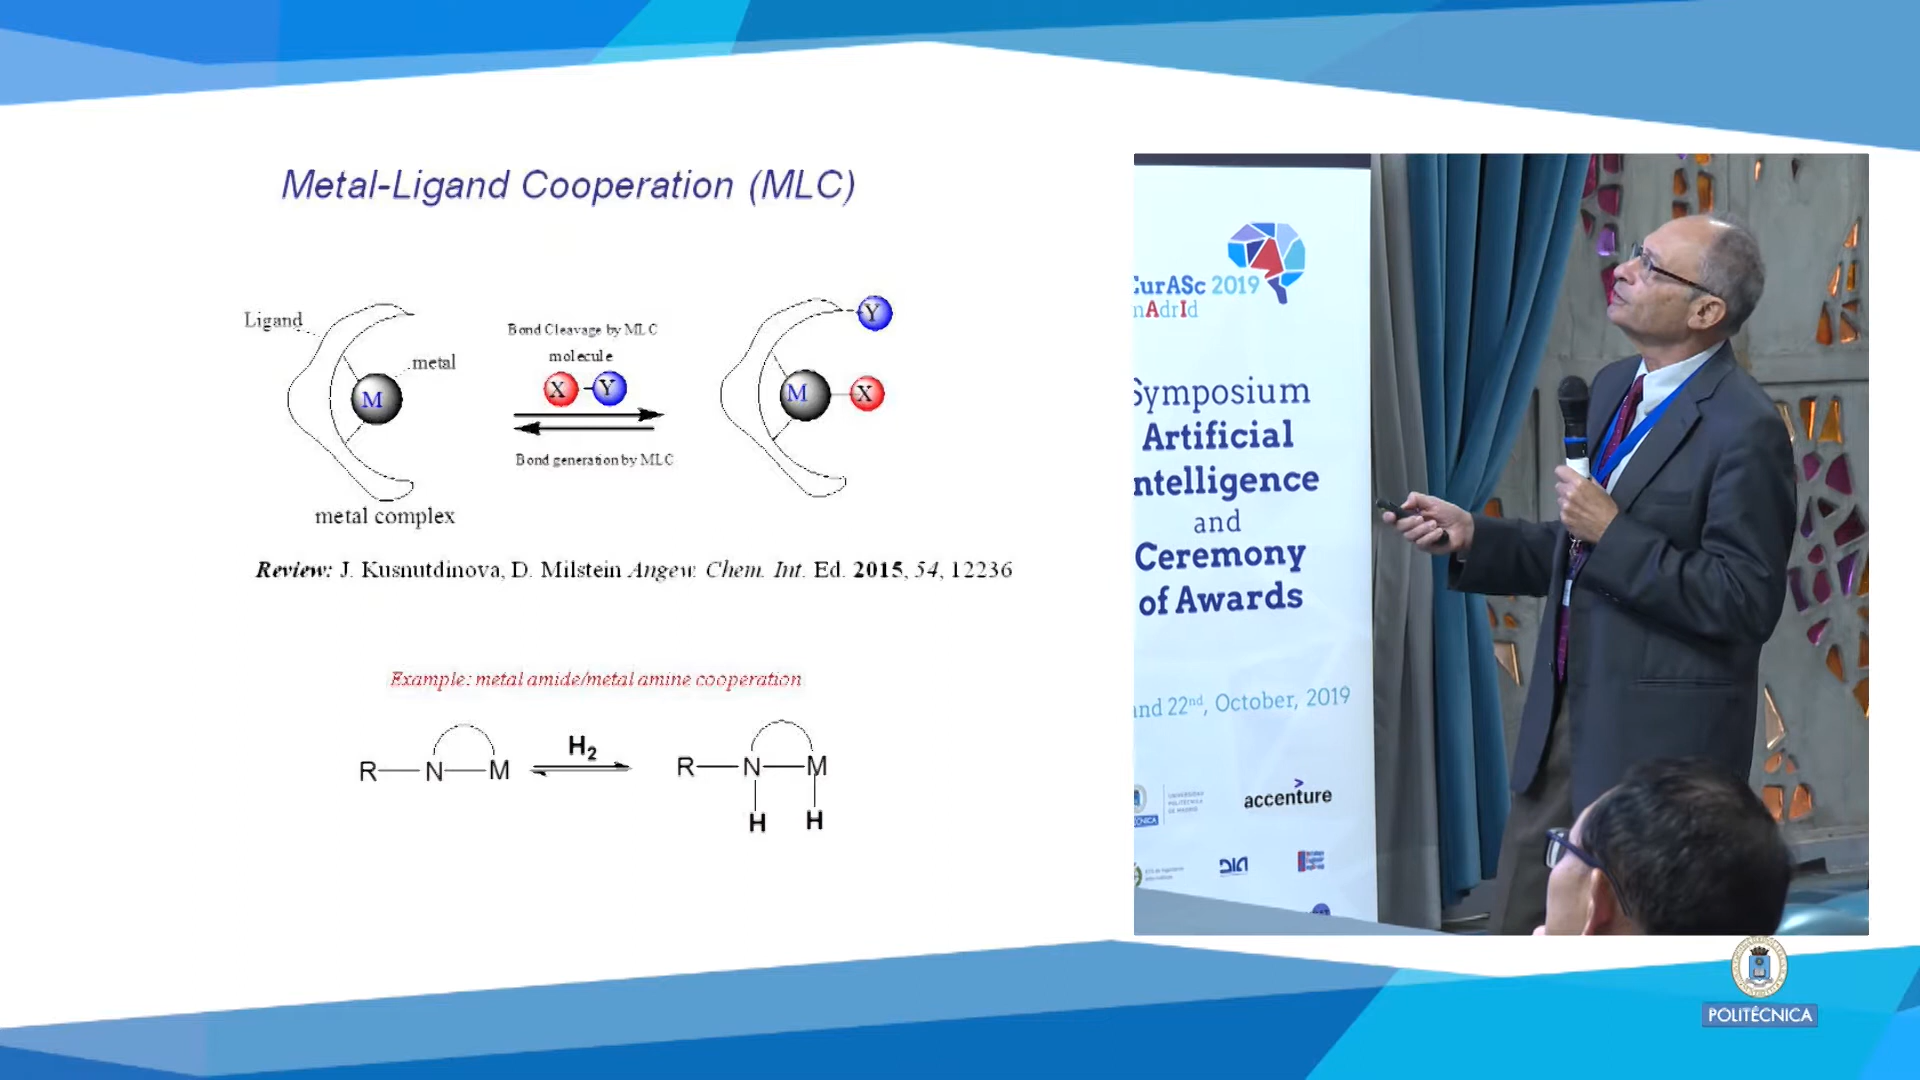 Metal-Ligand Cooperation (MLC)
Ligand
metal
M
metal complex
Bond Cleavage by MLC
molecule
X-Y
Bond generation by MLC
Y
M
X
Review: J. Kusnutdinova, D. Milstein Angew. Chem. Int. Ed. 2015, 54, 12236
Example: metal amide/metal amine cooperation
R—N—M
H2
R—N—M
H H
EurASc 2019
mAdrId
Symposium
Artificial
Intelligence
and
Ceremony
of Awards
and 22nd, October, 2019
UNIVERSIDAD
POLITÉCNICA
DE MADRID
accenture
DIA
POLITÉCNICA